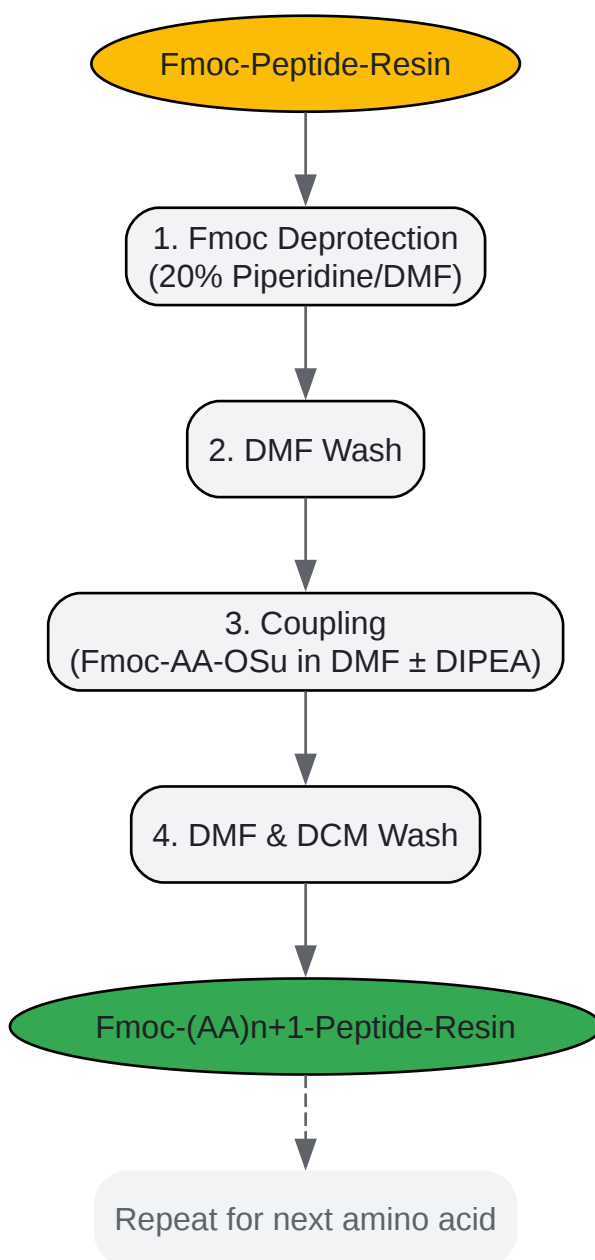 Fmoc-Peptide-Resin
1. Fmoc Deprotection
(20% Piperidine/DMF)
2. DMF Wash
3. Coupling
(Fmoc-AA-OSu in DMF ± DIPEA)
4. DMF & DCM Wash
Fmoc-(AA)n+1-Peptide-Resin
Repeat for next amino acid